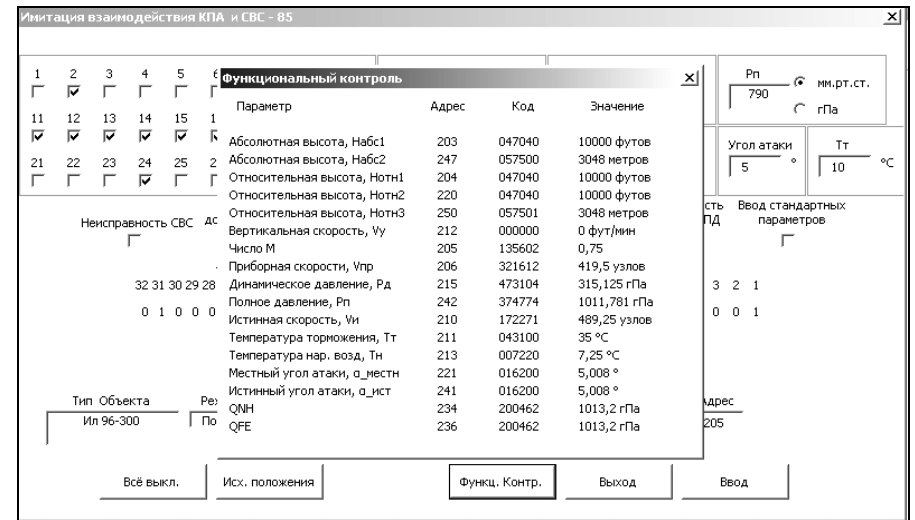 Имитация взаимодействия КПА и СВС - 85
1 2 3 4 5
Функциональный контроль
Рп
790
мм.рт.ст.
гПа
11 12 13 14 15
21 22 23 24 25
Параметр Адрес Код Значение
Абсолютная высота, Набс1 203 047040 10000 футов
Абсолютная высота, Набс2 247 057500 3048 метров
Относительная высота, Нотн1 204 047040 10000 футов
Относительная высота, Нотн2 220 047040 10000 футов
Относительная высота, Нотн3 250 057501 3048 метров
Вертикальная скорость, Vy 212 000000 0 фут/мин
Число М 205 135602 0,75
Приборная скорости, Vпр 206 321612 419,5 узлов
Динамическое давление, Рд 215 473104 315,125 гПа
Полное давление, Рп 242 374774 1011,781 гПа
Истинная скорость, Vи 210 172271 489,25 узлов
Температура торможения, Тт 211 043100 35 °C
Температура нар. возд, Тн 213 007220 7,25 °C
Местный угол атаки, α_местн 221 016200 5,008 °
Истинный угол атаки, α_ист 241 016200 5,008 °
QNH 234 200462 1013,2 гПа
QFE 236 200462 1013,2 гПа
Угол атаки Тт
5 ° 10 °C
Неисправность СВС
Ввод стандартных
параметров
32 31 30 29 28 3 2 1
0 1 0 0 0 0 0 1
Тип Объекта
Ил 96-300
205
Всё выкл. Исх. положения Функц. Контр. Выход Ввод